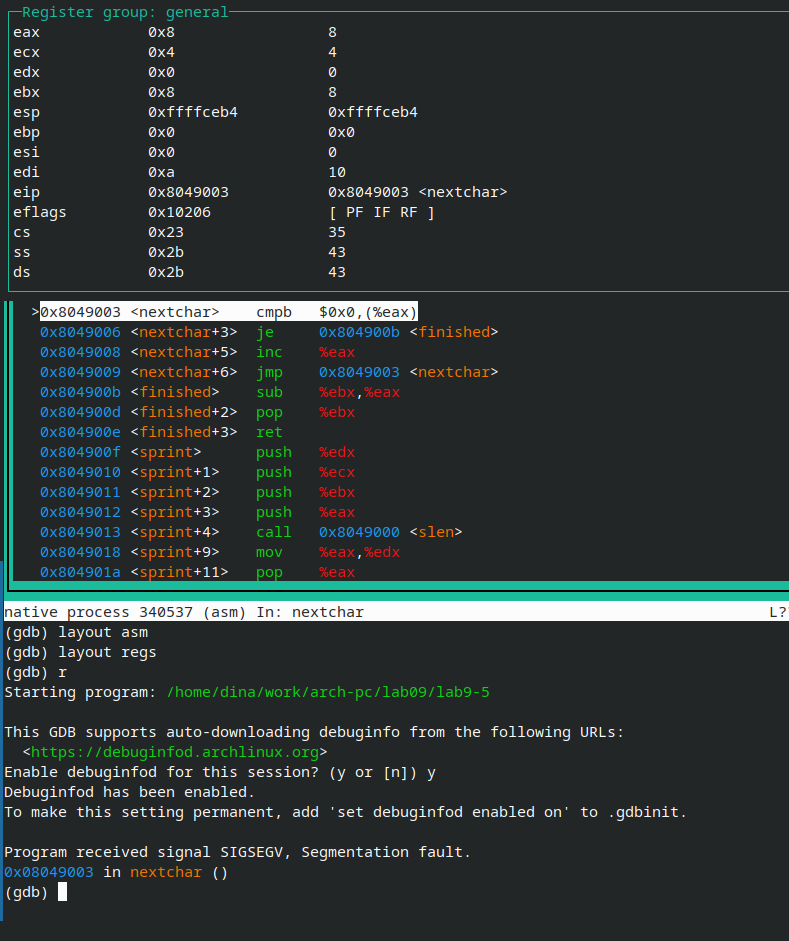 Register group: general
eax 0x8 8
ecx 0x4 4
edx 0x0 0
ebx 0x8 8
esp 0xffffceb4 0xffffceb4
ebp 0x0 0x0
esi 0x0 0
edi 0xa 10
eip 0x8049003 0x8049003 <nextchar>
eflags 0x10206 [ PF IF RF ]
cs 0x23 35
ss 0x2b 43
ds 0x2b 43
>0x8049003 <nextchar> cmpb $0x0,(%eax)
0x8049006 <nextchar+3> je 0x804900b <finished>
0x8049008 <nextchar+5> inc %eax
0x8049009 <nextchar+6> jmp 0x8049003 <nextchar>
0x804900b <finished> sub %ebx,%eax
0x804900d <finished+2> pop %ebx
0x804900e <finished+3> ret
0x804900f <sprint> push %edx
0x8049010 <sprint+1> push %ecx
0x8049011 <sprint+2> push %ebx
0x8049012 <sprint+3> push %eax
0x8049013 <sprint+4> call 0x8049000 <slen>
0x8049018 <sprint+9> mov %eax,%edx
0x804901a <sprint+11> pop %eax
native process 340537 (asm) In: nextchar L?
(gdb) layout asm
(gdb) layout regs
(gdb) r
Starting program: /home/dina/work/arch-pc/lab09/lab9-5
This GDB supports auto-downloading debuginfo from the following URLs:
<https://debuginfod.archlinux.org>
Enable debuginfod for this session? (y or [n]) y
Debuginfod has been enabled.
To make this setting permanent, add 'set debuginfod enabled on' to .gdbinit.
Program received signal SIGSEGV, Segmentation fault.
0x08049003 in nextchar ()
(gdb)